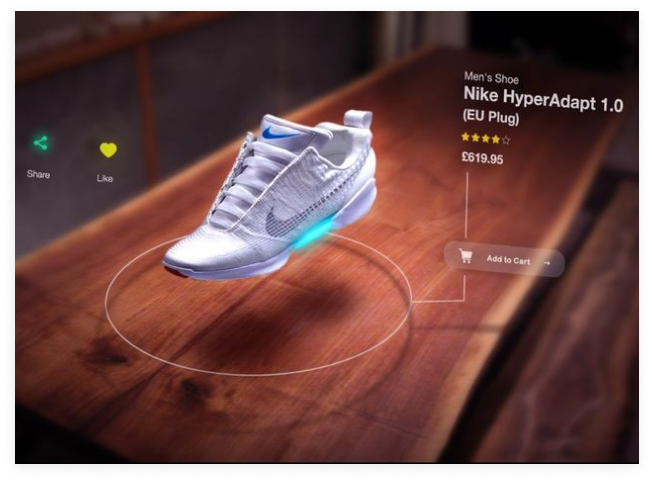 Men's Shoe
Nike HyperAdapt 1.0
(EU Plug)
£619.95
Share
Like
Add to Cart →